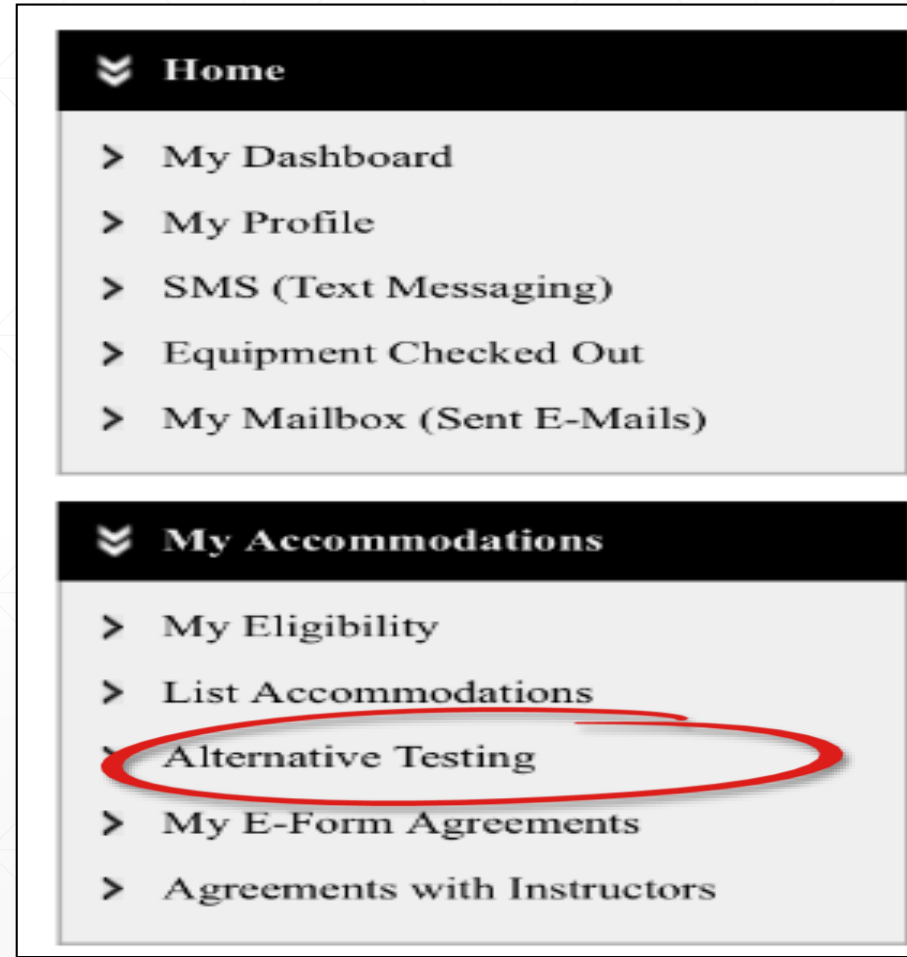 Home
My Dashboard
My Profile
SMS (Text Messaging)
Equipment Checked Out
My Mailbox (Sent E-Mails)
My Accommodations
My Eligibility
List Accommodations
Alternative Testing
My E-Form Agreements
Agreements with Instructors